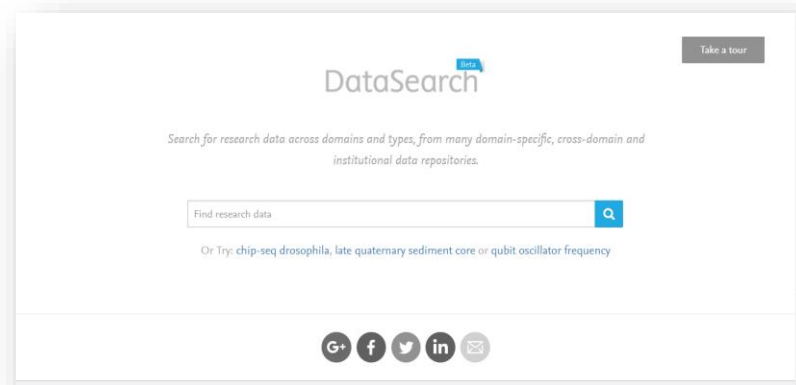 Take a tour
Beta
DataSearch
Search for research data across domains and types, from many domain-specific, cross-domain and
institutional data repositories.
Find research data
Or Try: chip-seq drosophila, late quaternary sediment core or qubit oscillator frequency
G+ f in